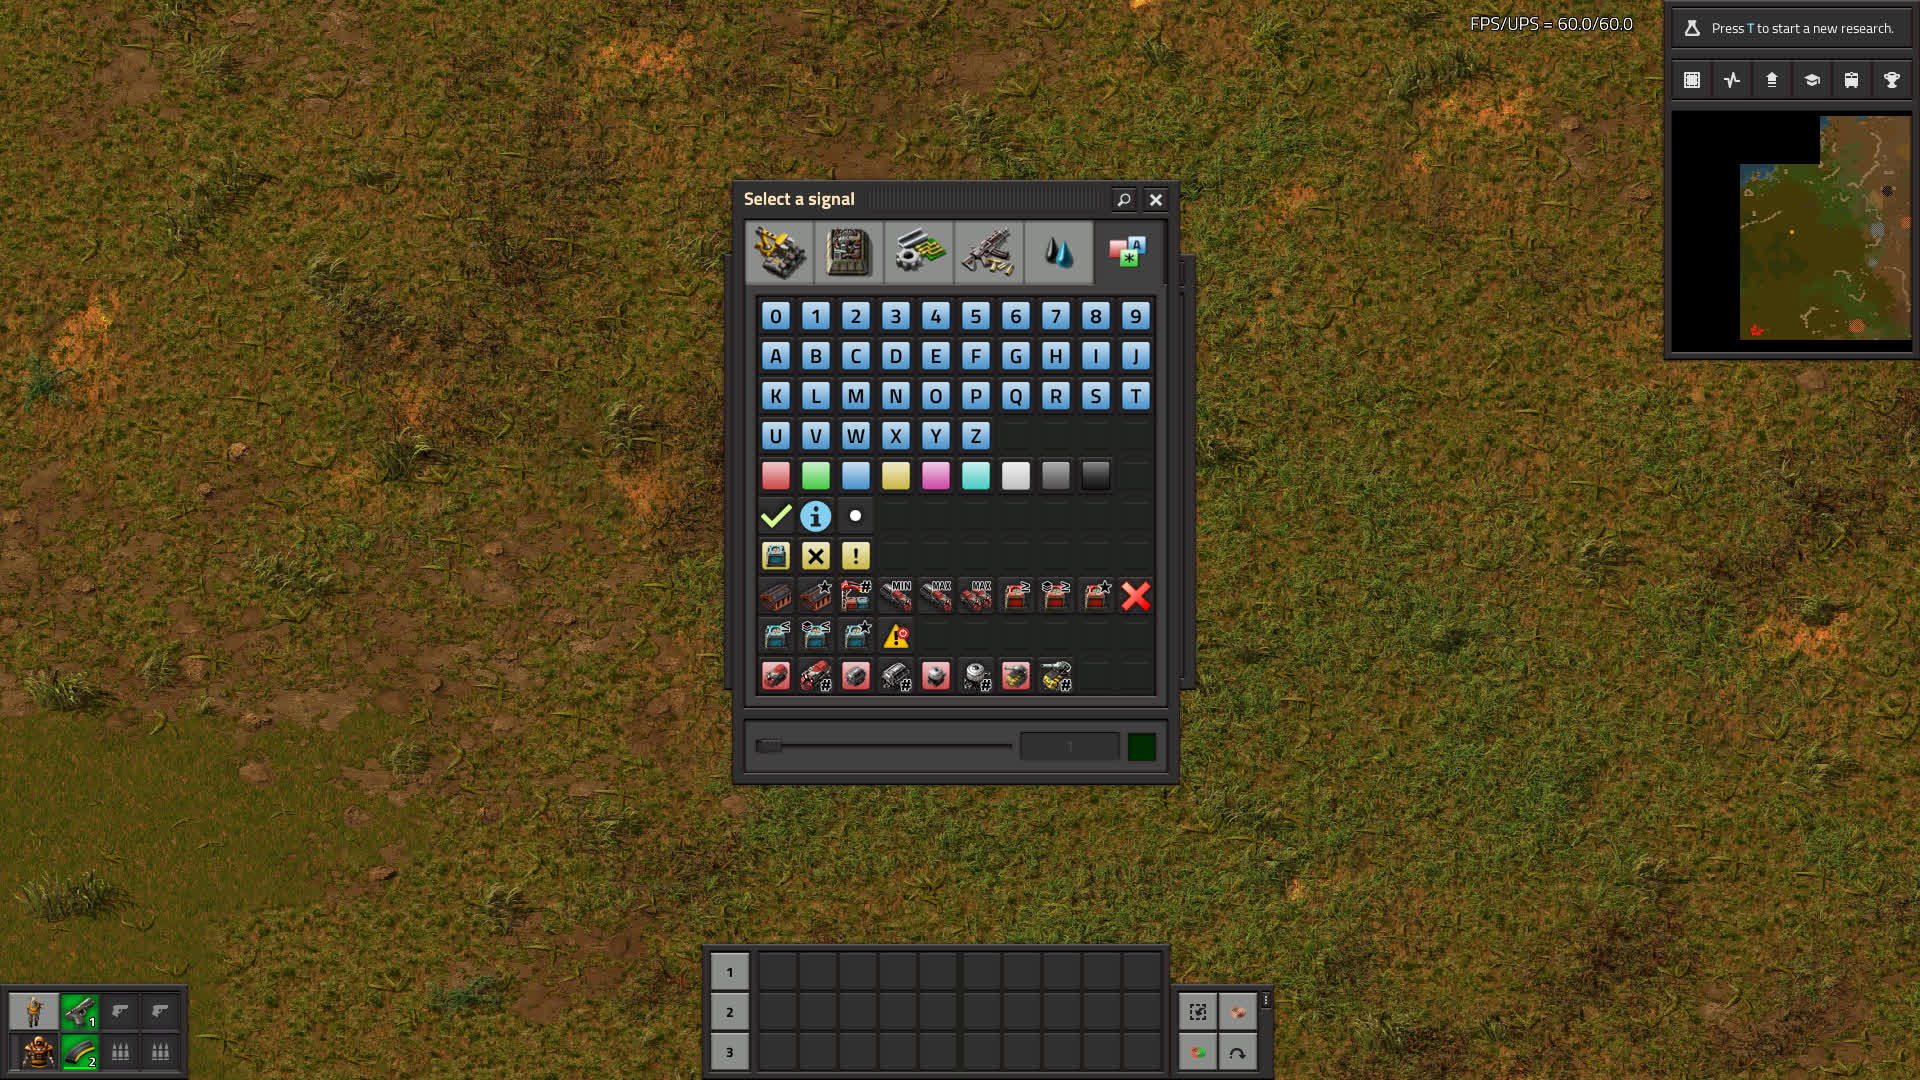 FPS/UPS = 60.0/60.0
Press T to start a new research.
Select a signal
A
*
0 1 2 3 4 5 6 7 8 9
A B C D E F G H I J
K L M N O P Q R S T
U V W X Y Z
i
X !
# MIN MAX MAX
# # # #
1
1
2
3
1
2